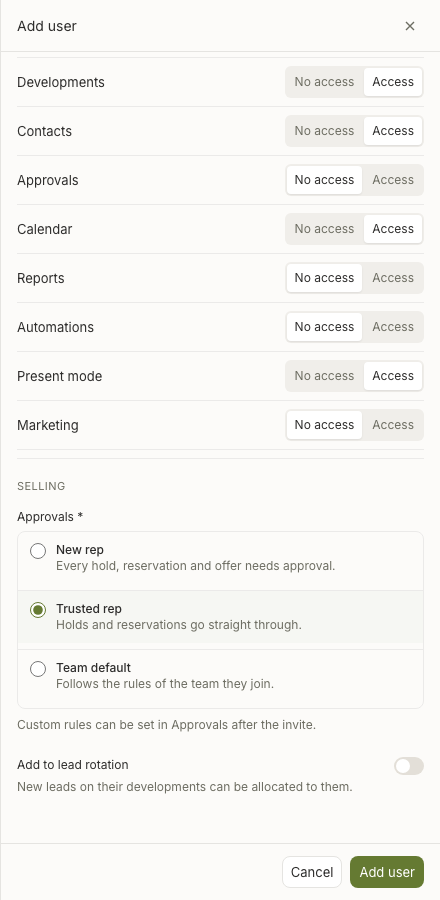 Add user
Developments No access Access
Contacts No access Access
Approvals No access Access
Calendar No access Access
Reports No access Access
Automations No access Access
Present mode No access Access
Marketing No access Access
SELLING
Approvals *
New rep
Every hold, reservation and offer needs approval.
Trusted rep
Holds and reservations go straight through.
Team default
Follows the rules of the team they join.
Custom rules can be set in Approvals after the invite.
Add to lead rotation
New leads on their developments can be allocated to them.
Cancel Add user